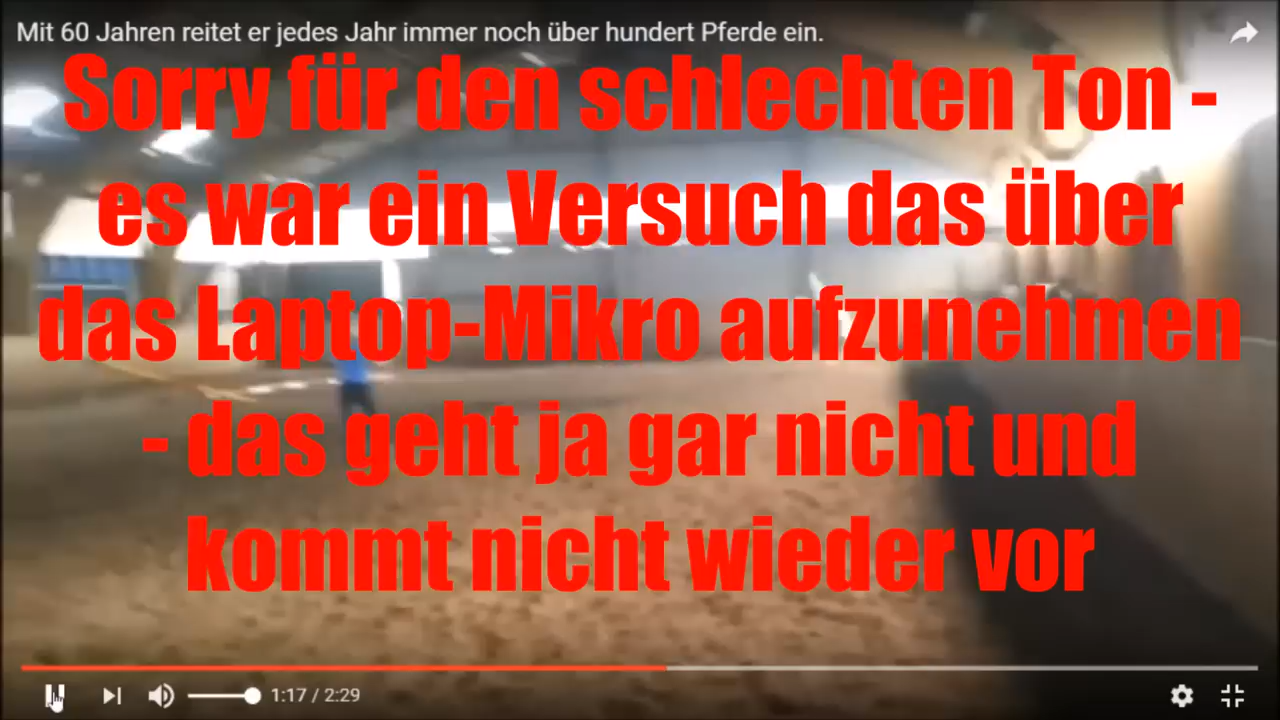 Mit 60 Jahren reitet er jedes Jahr immer noch über hundert Pferde ein.
Sorry für den schlechten Ton -
es war ein Versuch das über
das Laptop-Mikro aufzunehmen
- das geht ja gar nicht und
kommt nicht wieder vor
1:17 / 2:29